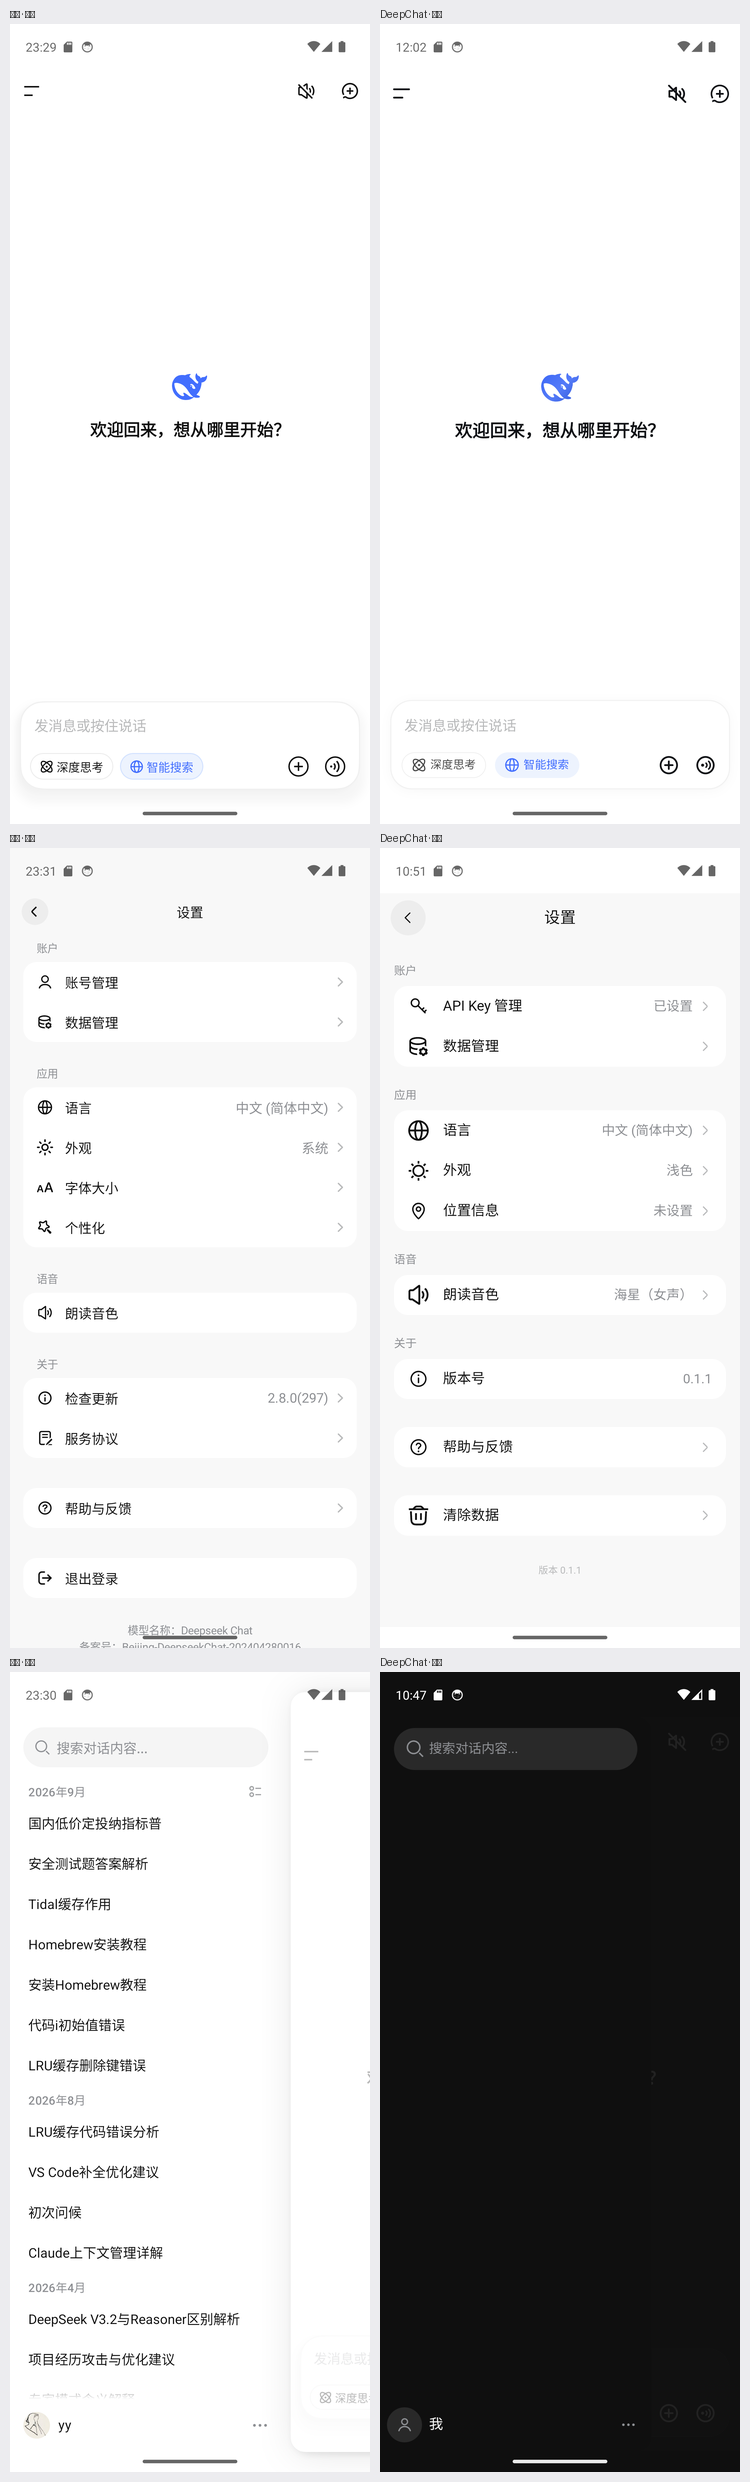 DeepChat·
23:29
12:02
欢迎回来，想从哪里开始？
欢迎回来，想从哪里开始？
发消息或按住说话
深度思考
智能搜索
发消息或按住说话
深度思考
智能搜索
DeepChat·
23:31
设置
账户
账号管理
数据管理
应用
语言 中文 (简体中文)
外观 系统
字体大小
个性化
语音
朗读音色
关于
检查更新 2.8.0(297)
服务协议
帮助与反馈
退出登录
模型名称：Deepseek Chat
备案号：Beijing-DeepseekChat-202404280016
10:51
设置
账户
API Key 管理 已设置
数据管理
应用
语言 中文 (简体中文)
外观 浅色
位置信息 未设置
语音
朗读音色 海星（女声）
关于
版本号 0.1.1
帮助与反馈
清除数据
版本 0.1.1
DeepChat·
23:30
搜索对话内容...
2026年9月
国内低价定投纳指标普
安全测试题答案解析
Tidal缓存作用
Homebrew安装教程
安装Homebrew教程
代码i初始值错误
LRU缓存删除键错误
2026年8月
LRU缓存代码错误分析
VS Code补全优化建议
初次问候
Claude上下文管理详解
2026年4月
DeepSeek V3.2与Reasoner区别解析
项目经历攻击与优化建议
yy
发消息或
深度思
10:47
搜索对话内容...
？
我